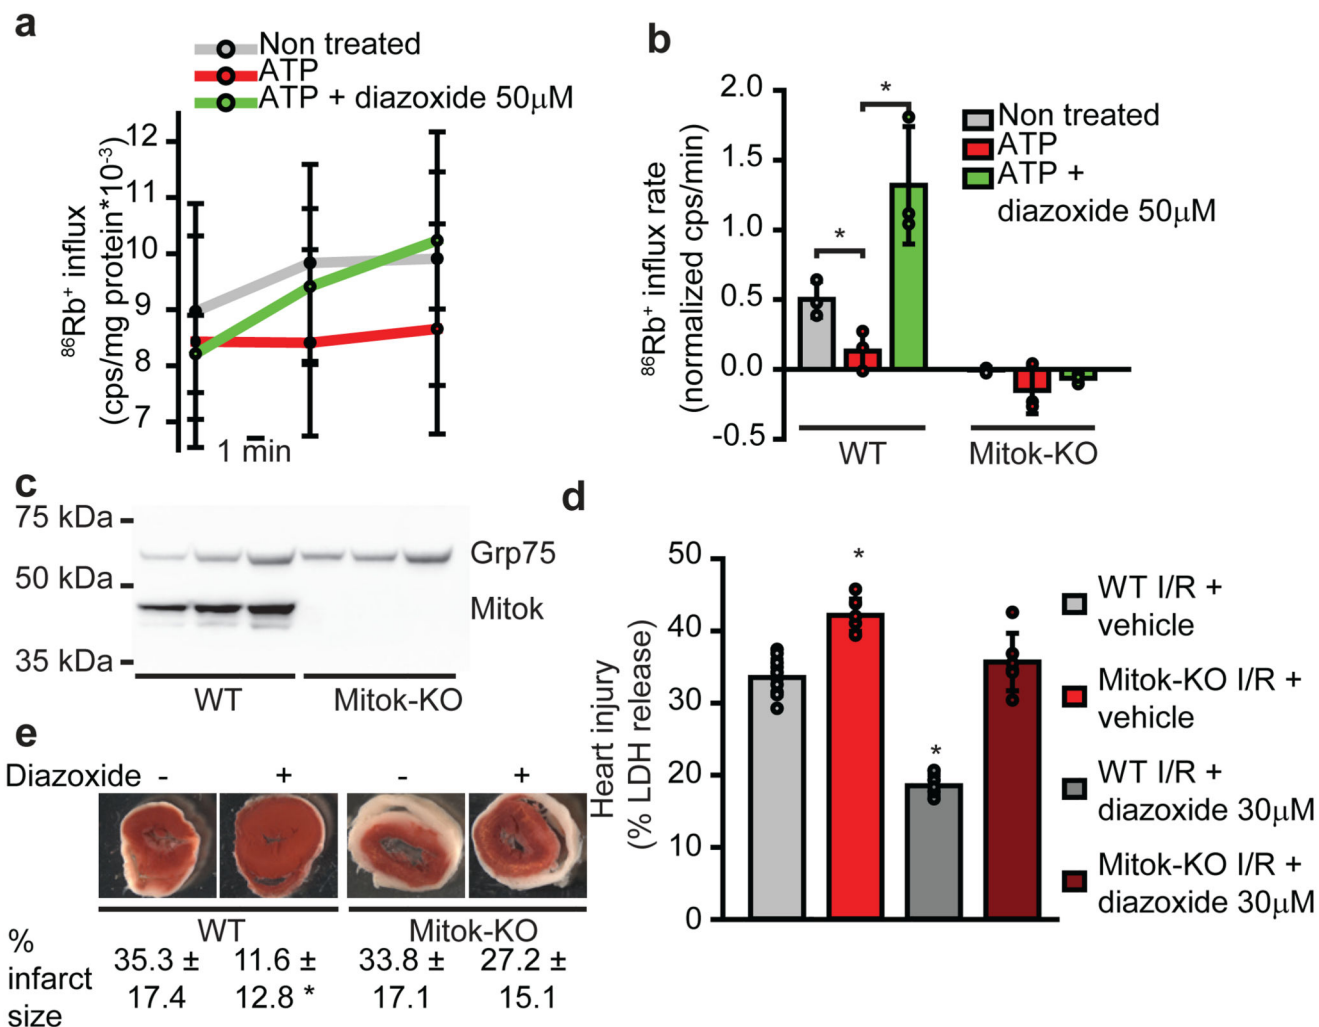 a
Non treated
ATP
ATP + diazoxide 50µM
⁸⁶Rb⁺ influx
(cps/mg protein*10⁻³)
12
11
10
9
8
7
1 min
b
⁸⁶Rb⁺ influx rate
(normalized cps/min)
2.0
1.5
1.0
0.5
0.0
-0.5
*
*
Non treated
ATP
ATP +
diazoxide 50µM
WT
Mitok-KO
c
75 kDa
50 kDa
35 kDa
Grp75
Mitok
WT
Mitok-KO
d
Heart injury
(% LDH release)
50
40
30
20
10
0
*
*
WT I/R +
vehicle
Mitok-KO I/R +
vehicle
WT I/R +
diazoxide 30µM
Mitok-KO I/R +
diazoxide 30µM
e
Diazoxide - + - +
WT Mitok-KO
%
infarct
size
35.3 ± 11.6 ± 33.8 ± 27.2 ±
17.4 12.8 * 17.1 15.1